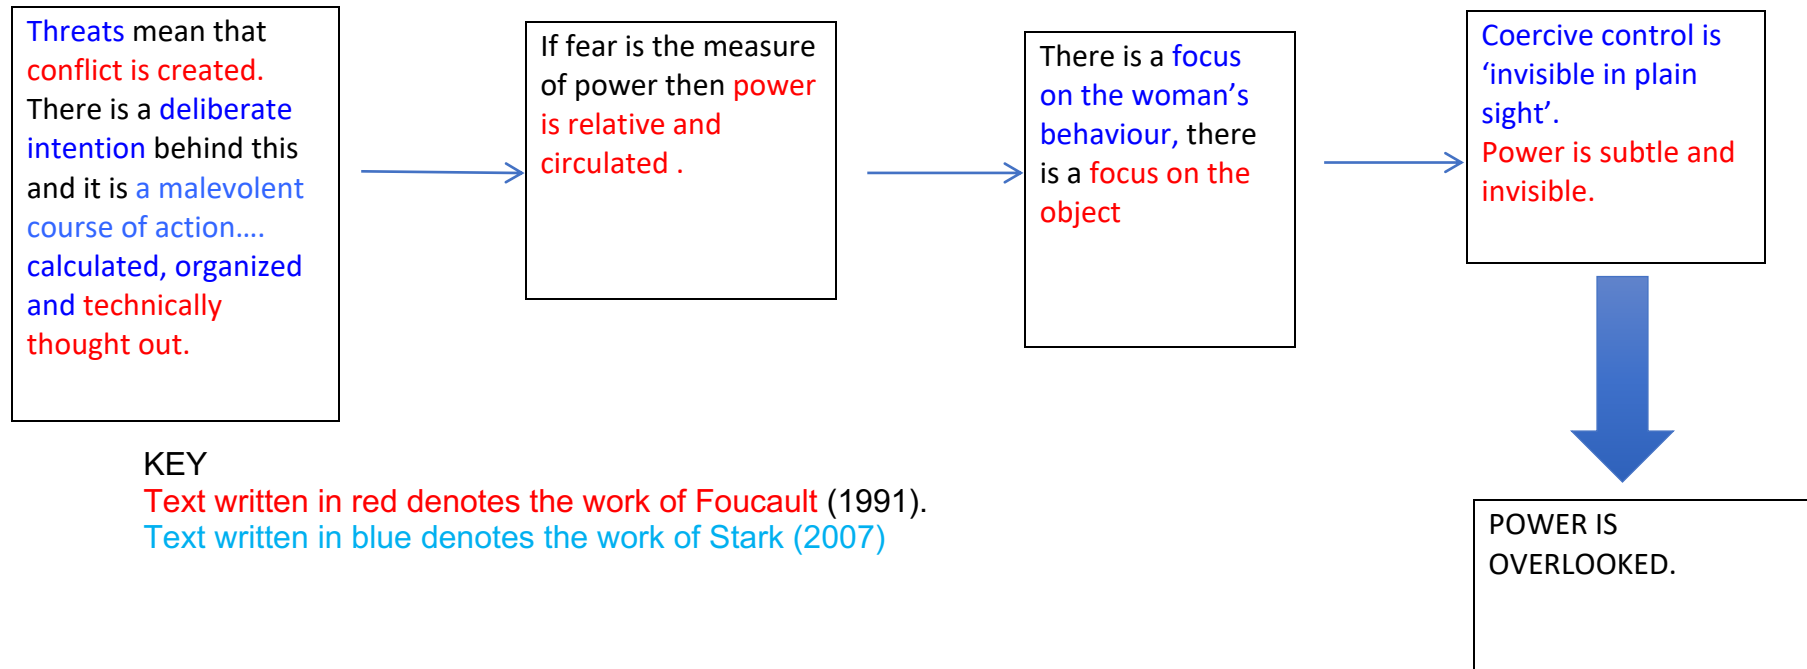 Threats mean that
conflict is created.
There is a deliberate
intention behind this
and it is a malevolent
course of action….
calculated, organized
and technically
thought out.
If fear is the measure
of power then power
is relative and
circulated .
There is a focus
on the woman’s
behaviour, there
is a focus on the
object
Coercive control is
‘invisible in plain
sight’.
Power is subtle and
invisible.
KEY
Text written in red denotes the work of Foucault (1991).
Text written in blue denotes the work of Stark (2007)
POWER IS
OVERLOOKED.